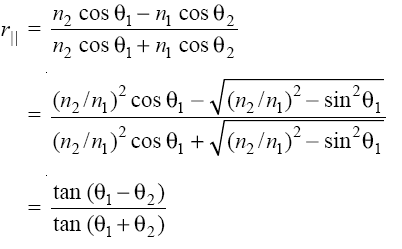 r|| = (n₂ cos θ₁ − n₁ cos θ₂) / (n₂ cos θ₁ + n₁ cos θ₂)
= ((n₂/n₁)² cos θ₁ − √((n₂/n₁)² − sin²θ₁)) / ((n₂/n₁)² cos θ₁ + √((n₂/n₁)² − sin²θ₁))
= tan (θ₁ − θ₂) / tan (θ₁ + θ₂)